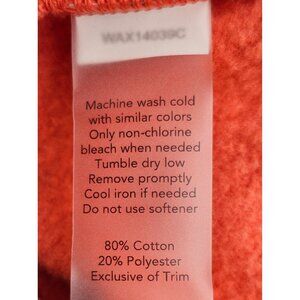 WAX14039C
Machine wash cold
with similar colors
Only non-chlorine
bleach when needed
Tumble dry low
Remove promptly
Cool iron if needed
Do not use softener
80% Cotton
20% Polyester
Exclusive of Trim